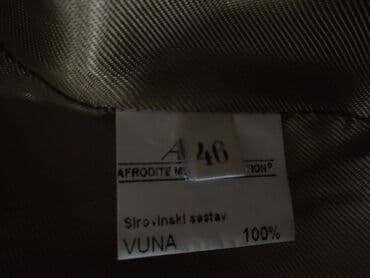 A 46
AFRODITE
Sirovinski sastav
VUNA 100%